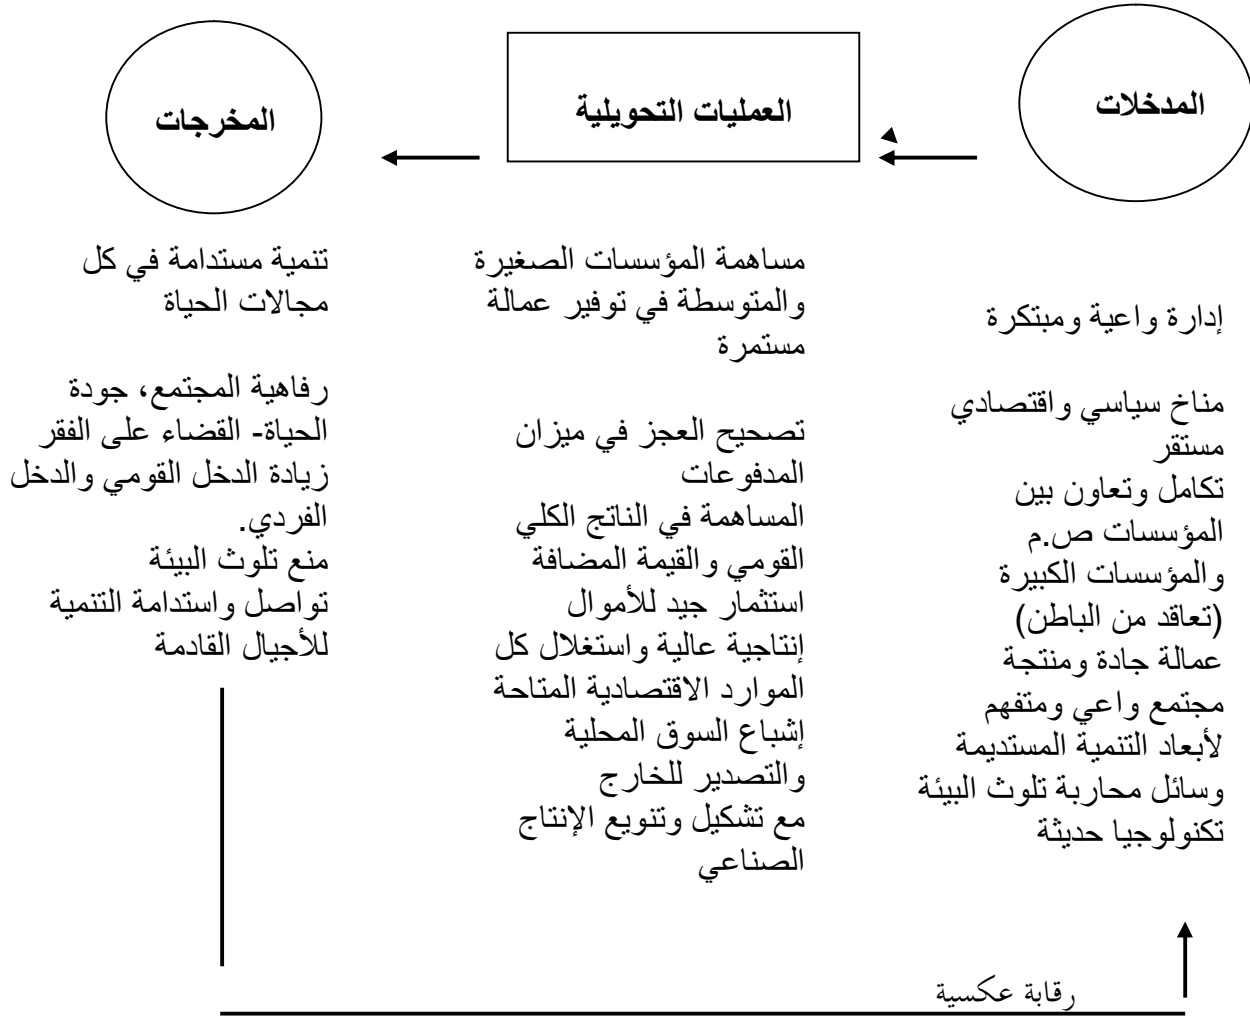 المدخلات
العمليات التحويلية
المخرجات
إدارة واعية ومبتكرة
مناخ سياسي واقتصادي
مستقر
تكامل وتعاون بين
المؤسسات ص.م
والمؤسسات الكبيرة
(تعاقد من الباطن)
عمالة جادة ومنتجة
مجتمع واعي ومتفهم
لأبعاد التنمية المستديمة
وسائل محاربة تلوث البيئة
تكنولوجيا حديثة
مساهمة المؤسسات الصغيرة
والمتوسطة في توفير عمالة
مستمرة
تصحيح العجز في ميزان
المدفوعات
المساهمة في الناتج الكلي
القومي والقيمة المضافة
استثمار جيد للأموال
إنتاجية عالية واستغلال كل
الموارد الاقتصادية المتاحة
إشباع السوق المحلية
والتصدير للخارج
مع تشكيل وتنويع الإنتاج
الصناعي
تنمية مستدامة في كل
مجالات الحياة
رفاهية المجتمع، جودة
الحياة- القضاء على الفقر
زيادة الدخل القومي والدخل
الفردي.
منع تلوث البيئة
تواصل واستدامة التنمية
للأجيال القادمة
رقابة عكسية